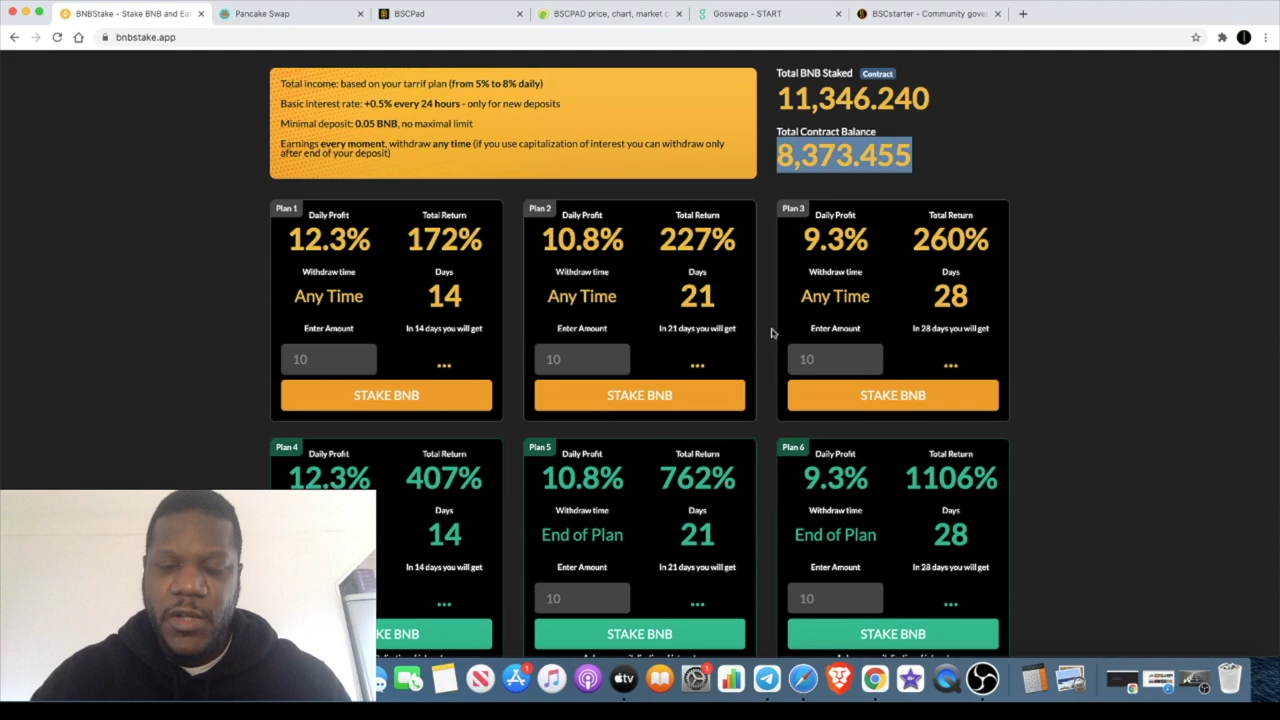 BNBStake - Stake BNB and Ea
Pancake Swap
BSCPad
BSCPAD price, chart, market c
Goswapp - START
BSCstarter - Community gove
bnbstake.app
Total income: based on your tarrif plan (from 5% to 8% daily)
Basic interest rate: +0.5% every 24 hours - only for new deposits
Minimal deposit: 0.05 BNB, no maximal limit
Earnings every moment, withdraw any time (if you use capitalization of interest you can withdraw only
after end of your deposit)
Total BNB Staked Contract
11,346.240
Total Contract Balance
8,373.455
Plan 1
Daily Profit Total Return
12.3% 172%
Withdraw time Days
Any Time 14
Enter Amount In 14 days you will get
10 ...
STAKE BNB
Plan 2
Daily Profit Total Return
10.8% 227%
Withdraw time Days
Any Time 21
Enter Amount In 21 days you will get
10 ...
STAKE BNB
Plan 3
Daily Profit Total Return
9.3% 260%
Withdraw time Days
Any Time 28
Enter Amount In 28 days you will get
10 ...
STAKE BNB
Plan 4
Daily Profit Total Return
12.3% 407%
Days
14
In 14 days you will get
...
KE BNB
Plan 5
Daily Profit Total Return
10.8% 762%
Withdraw time Days
End of Plan 21
Enter Amount In 21 days you will get
10 ...
STAKE BNB
Plan 6
Daily Profit Total Return
9.3% 1106%
Withdraw time Days
End of Plan 28
Enter Amount In 28 days you will get
10 ...
STAKE BNB
tv